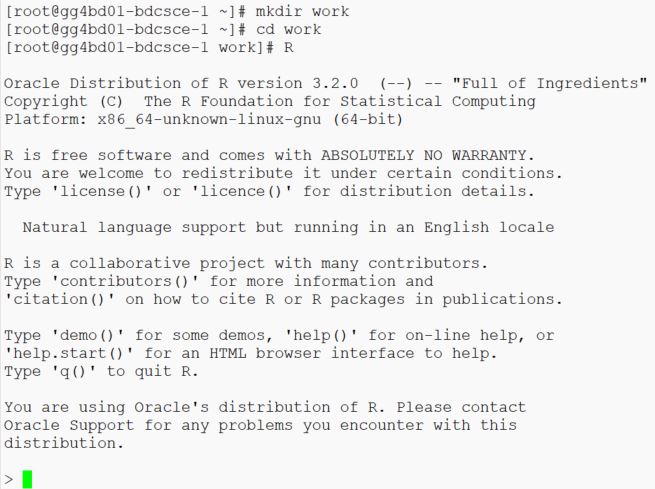 [root@gg4bd01-bdcsce-1 ~]# mkdir work
[root@gg4bd01-bdcsce-1 ~]# cd work
[root@gg4bd01-bdcsce-1 work]# R
Oracle Distribution of R version 3.2.0  (--) -- "Full of Ingredients"
Copyright (C)  The R Foundation for Statistical Computing
Platform: x86_64-unknown-linux-gnu (64-bit)
R is free software and comes with ABSOLUTELY NO WARRANTY.
You are welcome to redistribute it under certain conditions.
Type 'license()' or 'licence()' for distribution details.
  Natural language support but running in an English locale
R is a collaborative project with many contributors.
Type 'contributors()' for more information and
'citation()' on how to cite R or R packages in publications.
Type 'demo()' for some demos, 'help()' for on-line help, or
'help.start()' for an HTML browser interface to help.
Type 'q()' to quit R.
You are using Oracle's distribution of R. Please contact
Oracle Support for any problems you encounter with this
distribution.
>